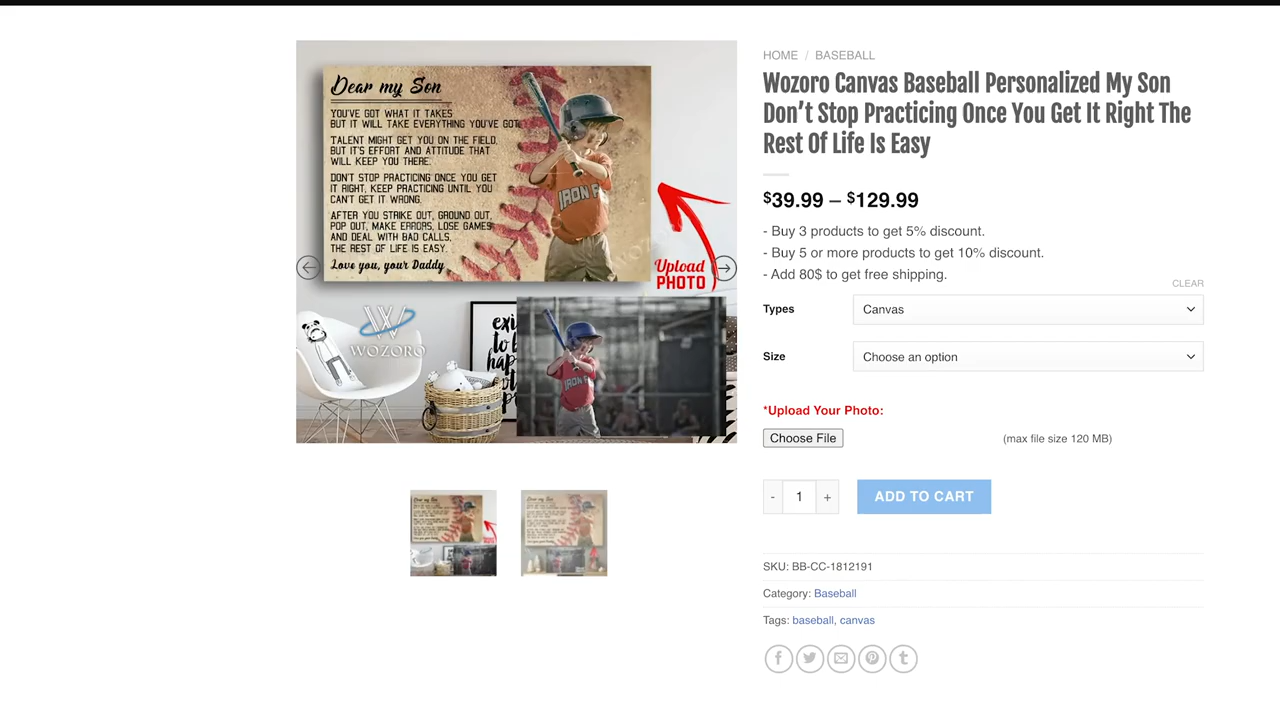 HOME / BASEBALL
Wozoro Canvas Baseball Personalized My Son
Don't Stop Practicing Once You Get It Right The
Rest Of Life Is Easy
$39.99 – $129.99
- Buy 3 products to get 5% discount.
- Buy 5 or more products to get 10% discount.
- Add 80$ to get free shipping.
CLEAR
Types
Canvas
Size
Choose an option
*Upload Your Photo:
Choose File
(max file size 120 MB)
- 1 +
ADD TO CART
SKU: BB-CC-1812191
Category: Baseball
Tags: baseball, canvas
Dear my Son
YOU'VE GOT WHAT IT TAKES
BUT IT WILL TAKE EVERYTHING YOU'VE GOT.
TALENT MIGHT GET YOU ON THE FIELD,
BUT IT'S EFFORT AND ATTITUDE THAT
WILL KEEP YOU THERE.
DON'T STOP PRACTICING ONCE YOU GET
IT RIGHT, KEEP PRACTICING UNTIL YOU
CAN'T GET IT WRONG.
AFTER YOU STRIKE OUT, GROUND OUT,
POP OUT, MAKE ERRORS, LOSE GAMES
AND DEAL WITH BAD CALLS,
THE REST OF LIFE IS EASY.
Love you, your Daddy
IRON
Upload
PHOTO
WOZORO
IRON